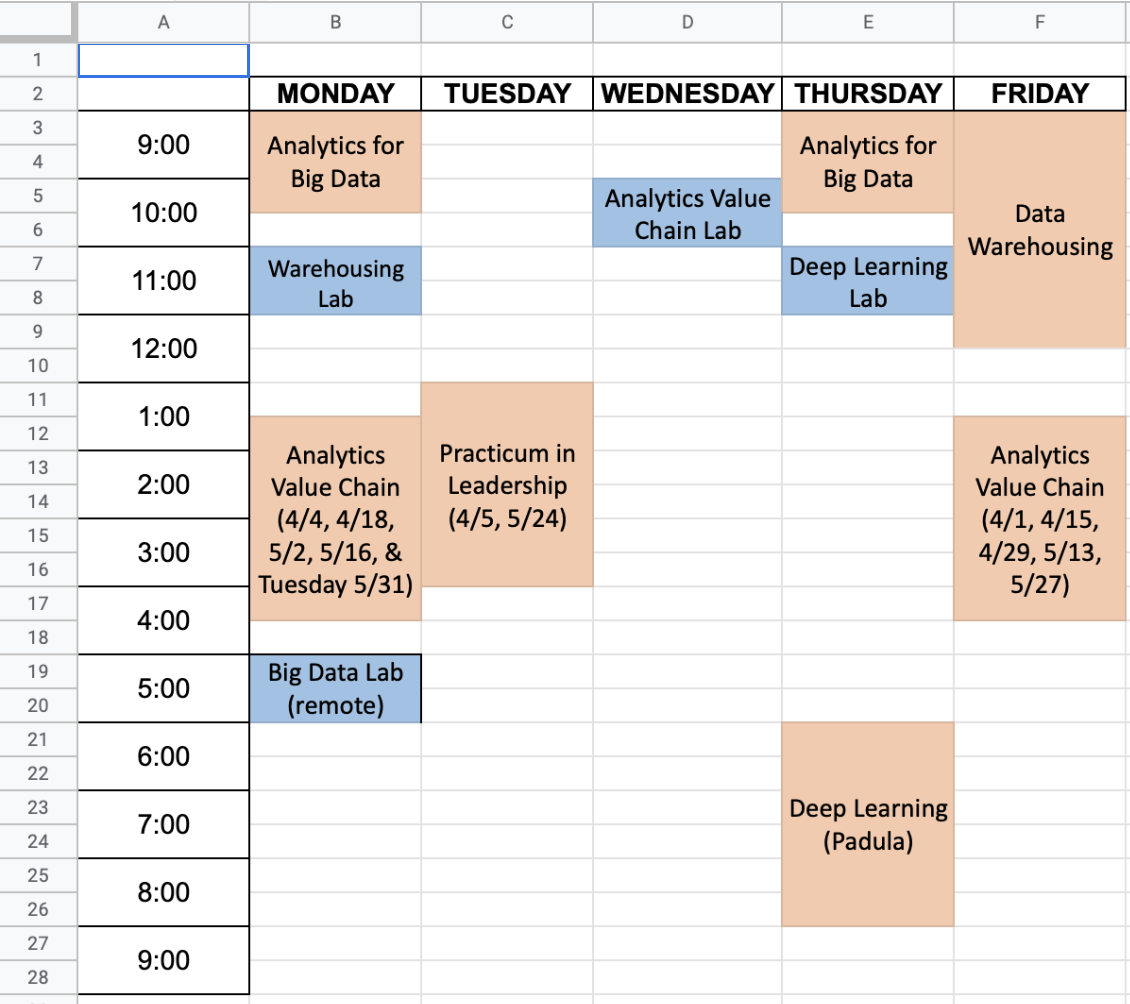 A B C D E F
1
2 MONDAY TUESDAY WEDNESDAY THURSDAY FRIDAY
3
4
5
6
7
8
9
10
11
12
13
14
15
16
17
18
19
20
21
22
23
24
25
26
27
28
9:00
10:00
11:00
12:00
1:00
2:00
3:00
4:00
5:00
6:00
7:00
8:00
9:00
Analytics for
Big Data
Warehousing
Lab
Analytics
Value Chain
(4/4, 4/18,
5/2, 5/16, &
Tuesday 5/31)
Big Data Lab
(remote)
Practicum in
Leadership
(4/5, 5/24)
Analytics Value
Chain Lab
Analytics for
Big Data
Deep Learning
Lab
Deep Learning
(Padula)
Data
Warehousing
Analytics
Value Chain
(4/1, 4/15,
4/29, 5/13,
5/27)